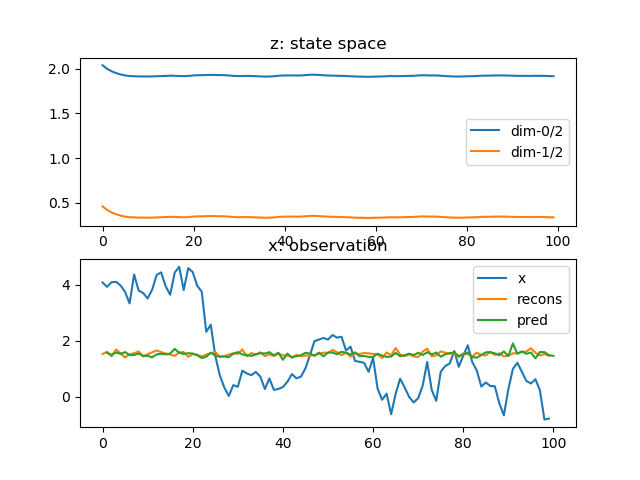 z: state space
2.0
1.5
1.0
0.5
dim-0/2
dim-1/2
0 20 40 60 80 100
x: observation
4
2
0
x
recons
pred
0 20 40 60 80 100